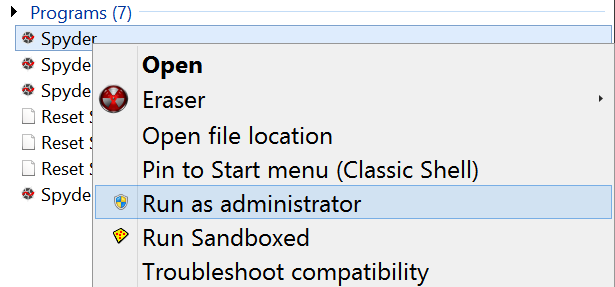 Programs (7)
Spyder
Spyde
Spyde
Reset
Reset
Reset
Spyde
Open
Eraser
Open file location
Pin to Start menu (Classic Shell)
Run as administrator
Run Sandboxed
Troubleshoot compatibility